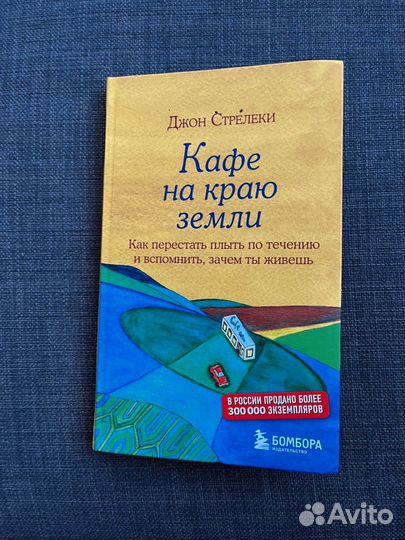 Джон Стрелеки
Кафе
на краю
земли
Как перестать плыть по течению
и вспомнить, зачем ты живешь
В РОССИИ ПРОДАНО БОЛЕЕ
300 000 ЭКЗЕМПЛЯРОВ
БОМБОРА
ИЗДАТЕЛЬСТВО
Avito